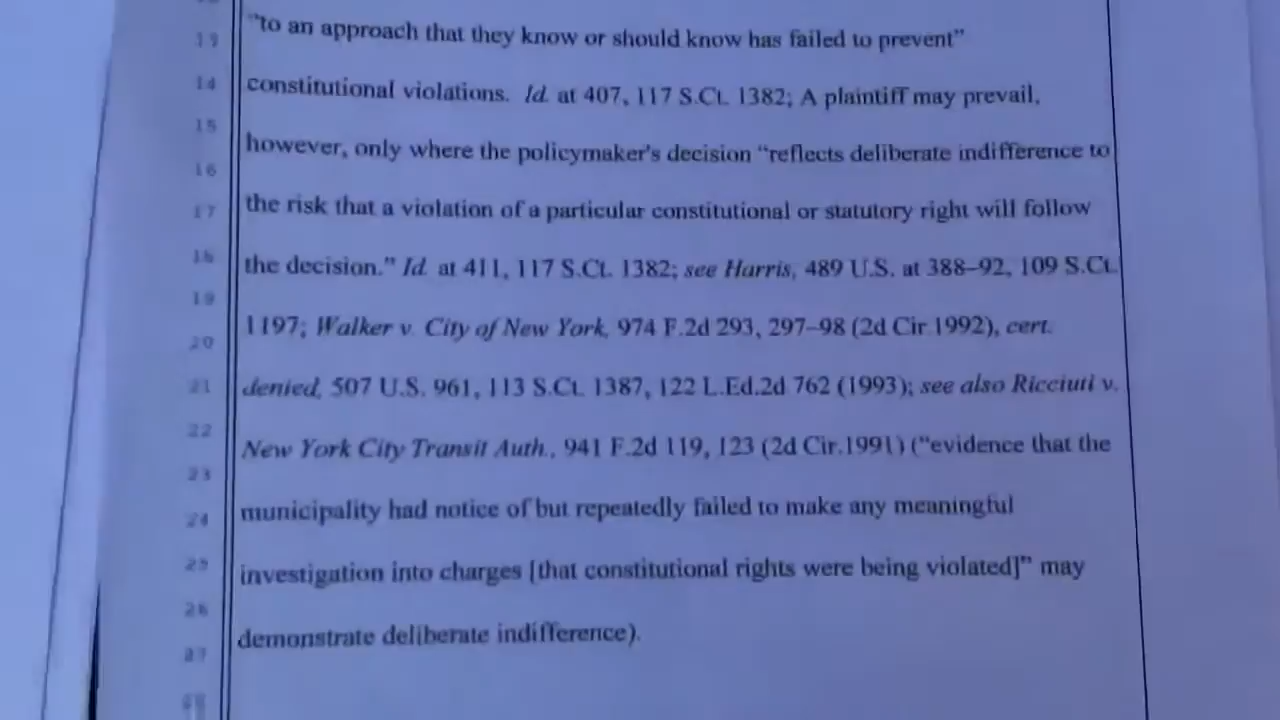 13 "to an approach that they know or should know has failed to prevent"
14 constitutional violations. Id. at 407, 117 S.Ct. 1382; A plaintiff may prevail,
15
however, only where the policymaker's decision "reflects deliberate indifference to
16
17 the risk that a violation of a particular constitutional or statutory right will follow
18 the decision." Id. at 411, 117 S.Ct. 1382; see Harris, 489 U.S. at 388–92, 109 S.Ct.
19
1197; Walker v. City of New York, 974 F.2d 293, 297–98 (2d Cir.1992), cert.
20
21 denied, 507 U.S. 961, 113 S.Ct. 1387, 122 L.Ed.2d 762 (1993); see also Ricciuti v.
22
New York City Transit Auth., 941 F.2d 119, 123 (2d Cir.1991) ("evidence that the
23
24 municipality had notice of but repeatedly failed to make any meaningful
25 investigation into charges [that constitutional rights were being violated]" may
26
demonstrate deliberate indifference).
27